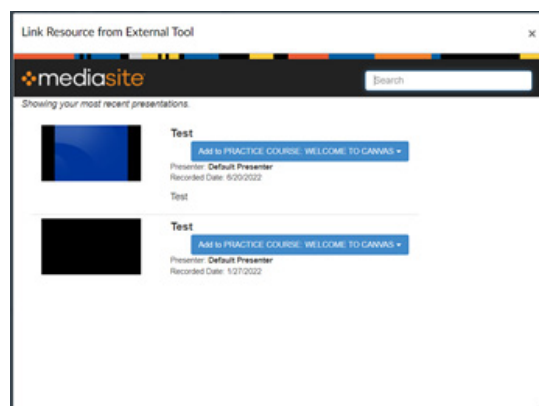 Link Resource from External Tool
×
mediasite
Search
Showing your most recent presentations.
Test
Add to PRACTICE COURSE: WELCOME TO CANVAS
Presenter: Default Presenter
Recorded Date: 6/20/2022
Test
Test
Add to PRACTICE COURSE: WELCOME TO CANVAS
Presenter: Default Presenter
Recorded Date: 1/27/2022